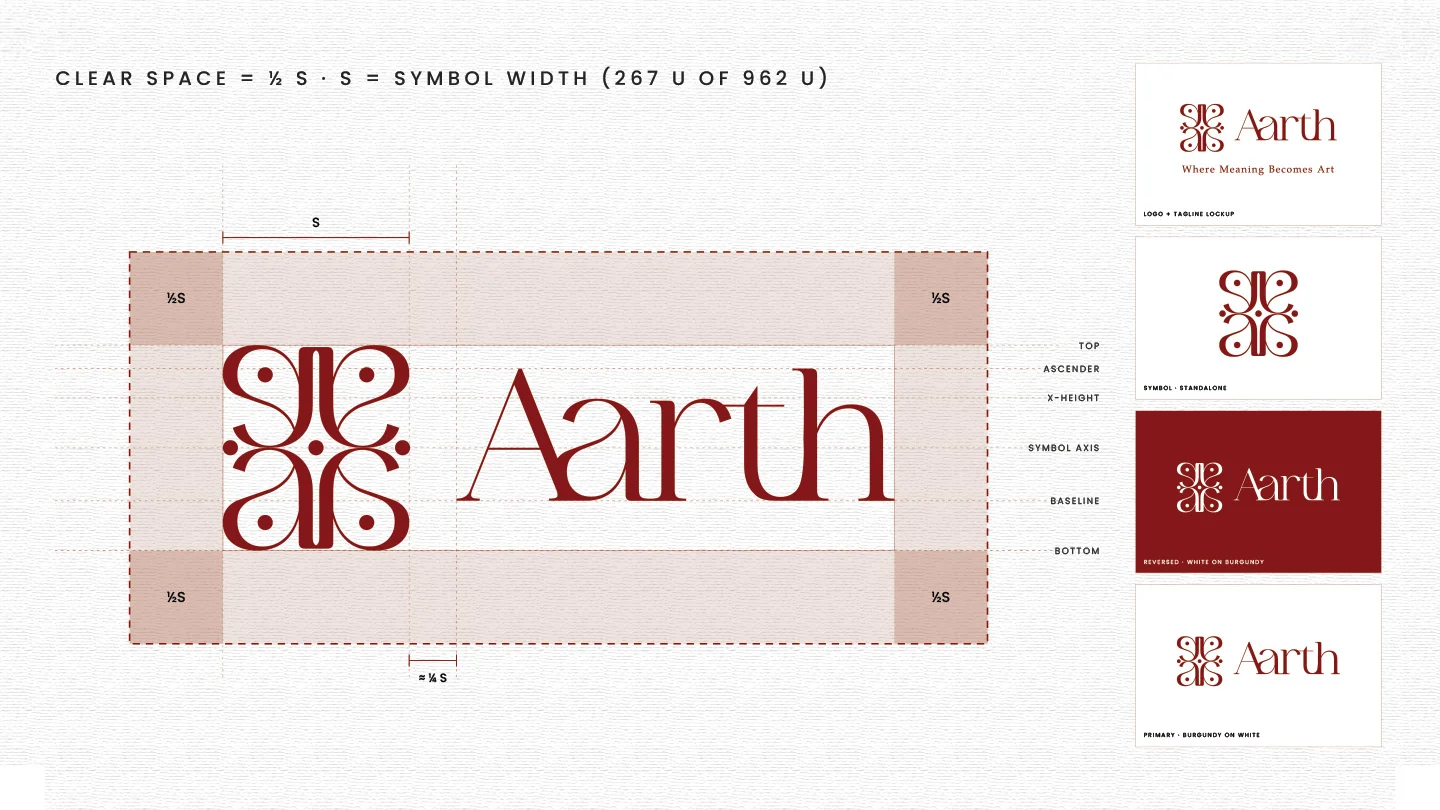 CLEAR SPACE = ½ S · S = SYMBOL WIDTH (267 U OF 962 U)
S
½S
½S
Aarth
½S
½S
≈ ¼ S
TOP
ASCENDER
X-HEIGHT
SYMBOL AXIS
BASELINE
BOTTOM
Aarth
Where Meaning Becomes Art
LOGO + TAGLINE LOCKUP
SYMBOL · STANDALONE
Aarth
REVERSED · WHITE ON BURGUNDY
Aarth
PRIMARY · BURGUNDY ON WHITE